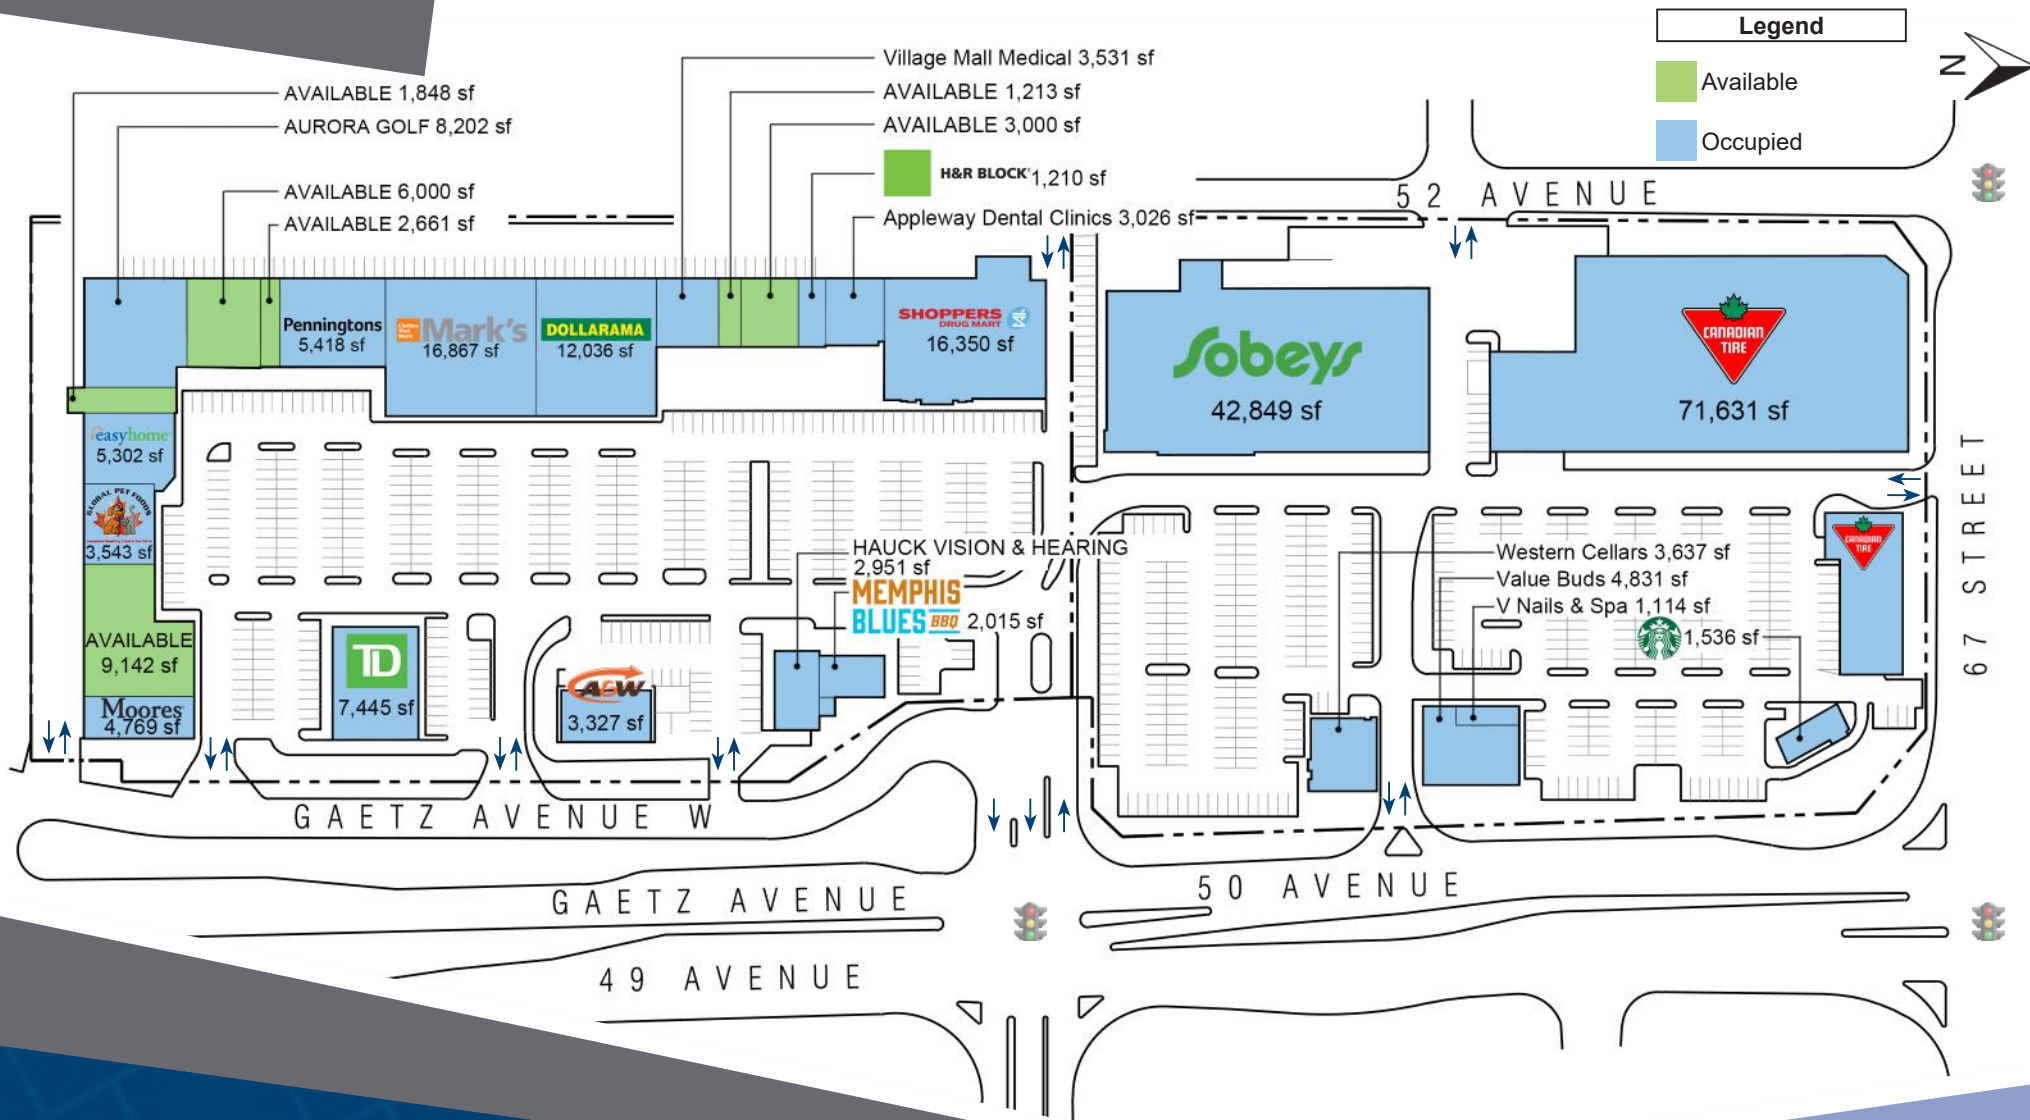 Legend
Available
Occupied
N
Village Mall Medical 3,531 sf
AVAILABLE 1,213 sf
AVAILABLE 3,000 sf
H&R BLOCK 1,210 sf
Appleway Dental Clinics 3,026 sf
AVAILABLE 1,848 sf
AURORA GOLF 8,202 sf
AVAILABLE 6,000 sf
AVAILABLE 2,661 sf
52 AVENUE
Penningtons
5,418 sf
Mark's
16,867 sf
DOLLARAMA
12,036 sf
SHOPPERS
DRUG MART
16,350 sf
Sobeys
42,849 sf
CANADIAN
TIRE
71,631 sf
easyhome
5,302 sf
GLOBAL PET FOODS
3,543 sf
AVAILABLE
9,142 sf
Moores
4,769 sf
TD
7,445 sf
A&W
3,327 sf
HAUCK VISION & HEARING
2,951 sf
MEMPHIS
BLUES BBQ 2,015 sf
Western Cellars 3,637 sf
Value Buds 4,831 sf
V Nails & Spa 1,114 sf
1,536 sf
CANADIAN
TIRE
67 STREET
GAETZ AVENUE W
GAETZ AVENUE
50 AVENUE
49 AVENUE